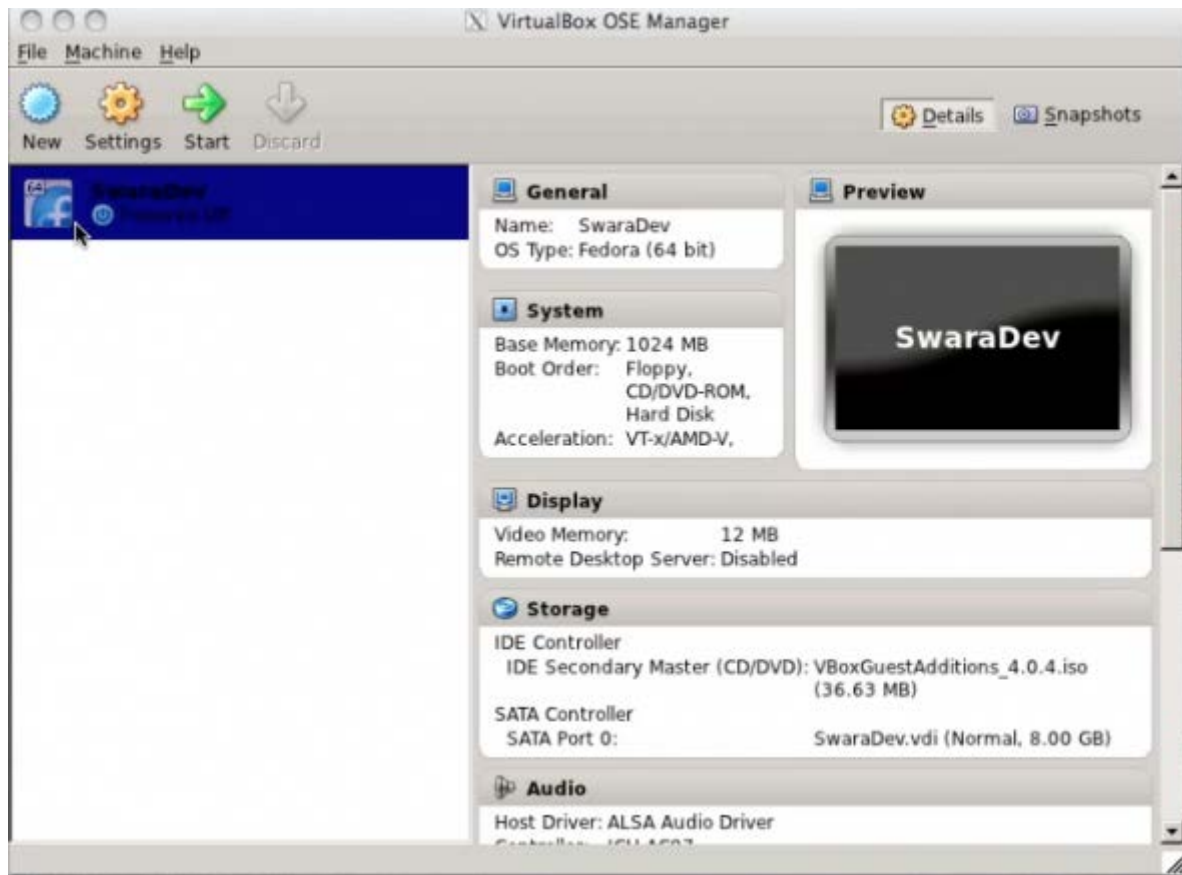 VirtualBox OSE Manager
File Machine Help
New Settings Start Discard
Details Snapshots
64
SwaraDev
Powered Off
General
Name: SwaraDev
OS Type: Fedora (64 bit)
Preview
SwaraDev
System
Base Memory: 1024 MB
Boot Order: Floppy,
CD/DVD-ROM,
Hard Disk
Acceleration: VT-x/AMD-V,
Display
Video Memory: 12 MB
Remote Desktop Server: Disabled
Storage
IDE Controller
IDE Secondary Master (CD/DVD): VBoxGuestAdditions_4.0.4.iso
(36.63 MB)
SATA Controller
SATA Port 0: SwaraDev.vdi (Normal, 8.00 GB)
Audio
Host Driver: ALSA Audio Driver